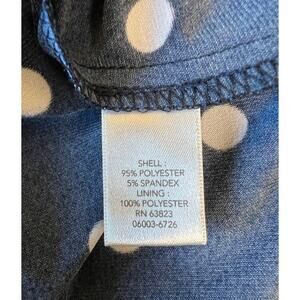 SHELL :
95% POLYESTER
5% SPANDEX
LINING :
100% POLYESTER
RN 63823
06003-6726